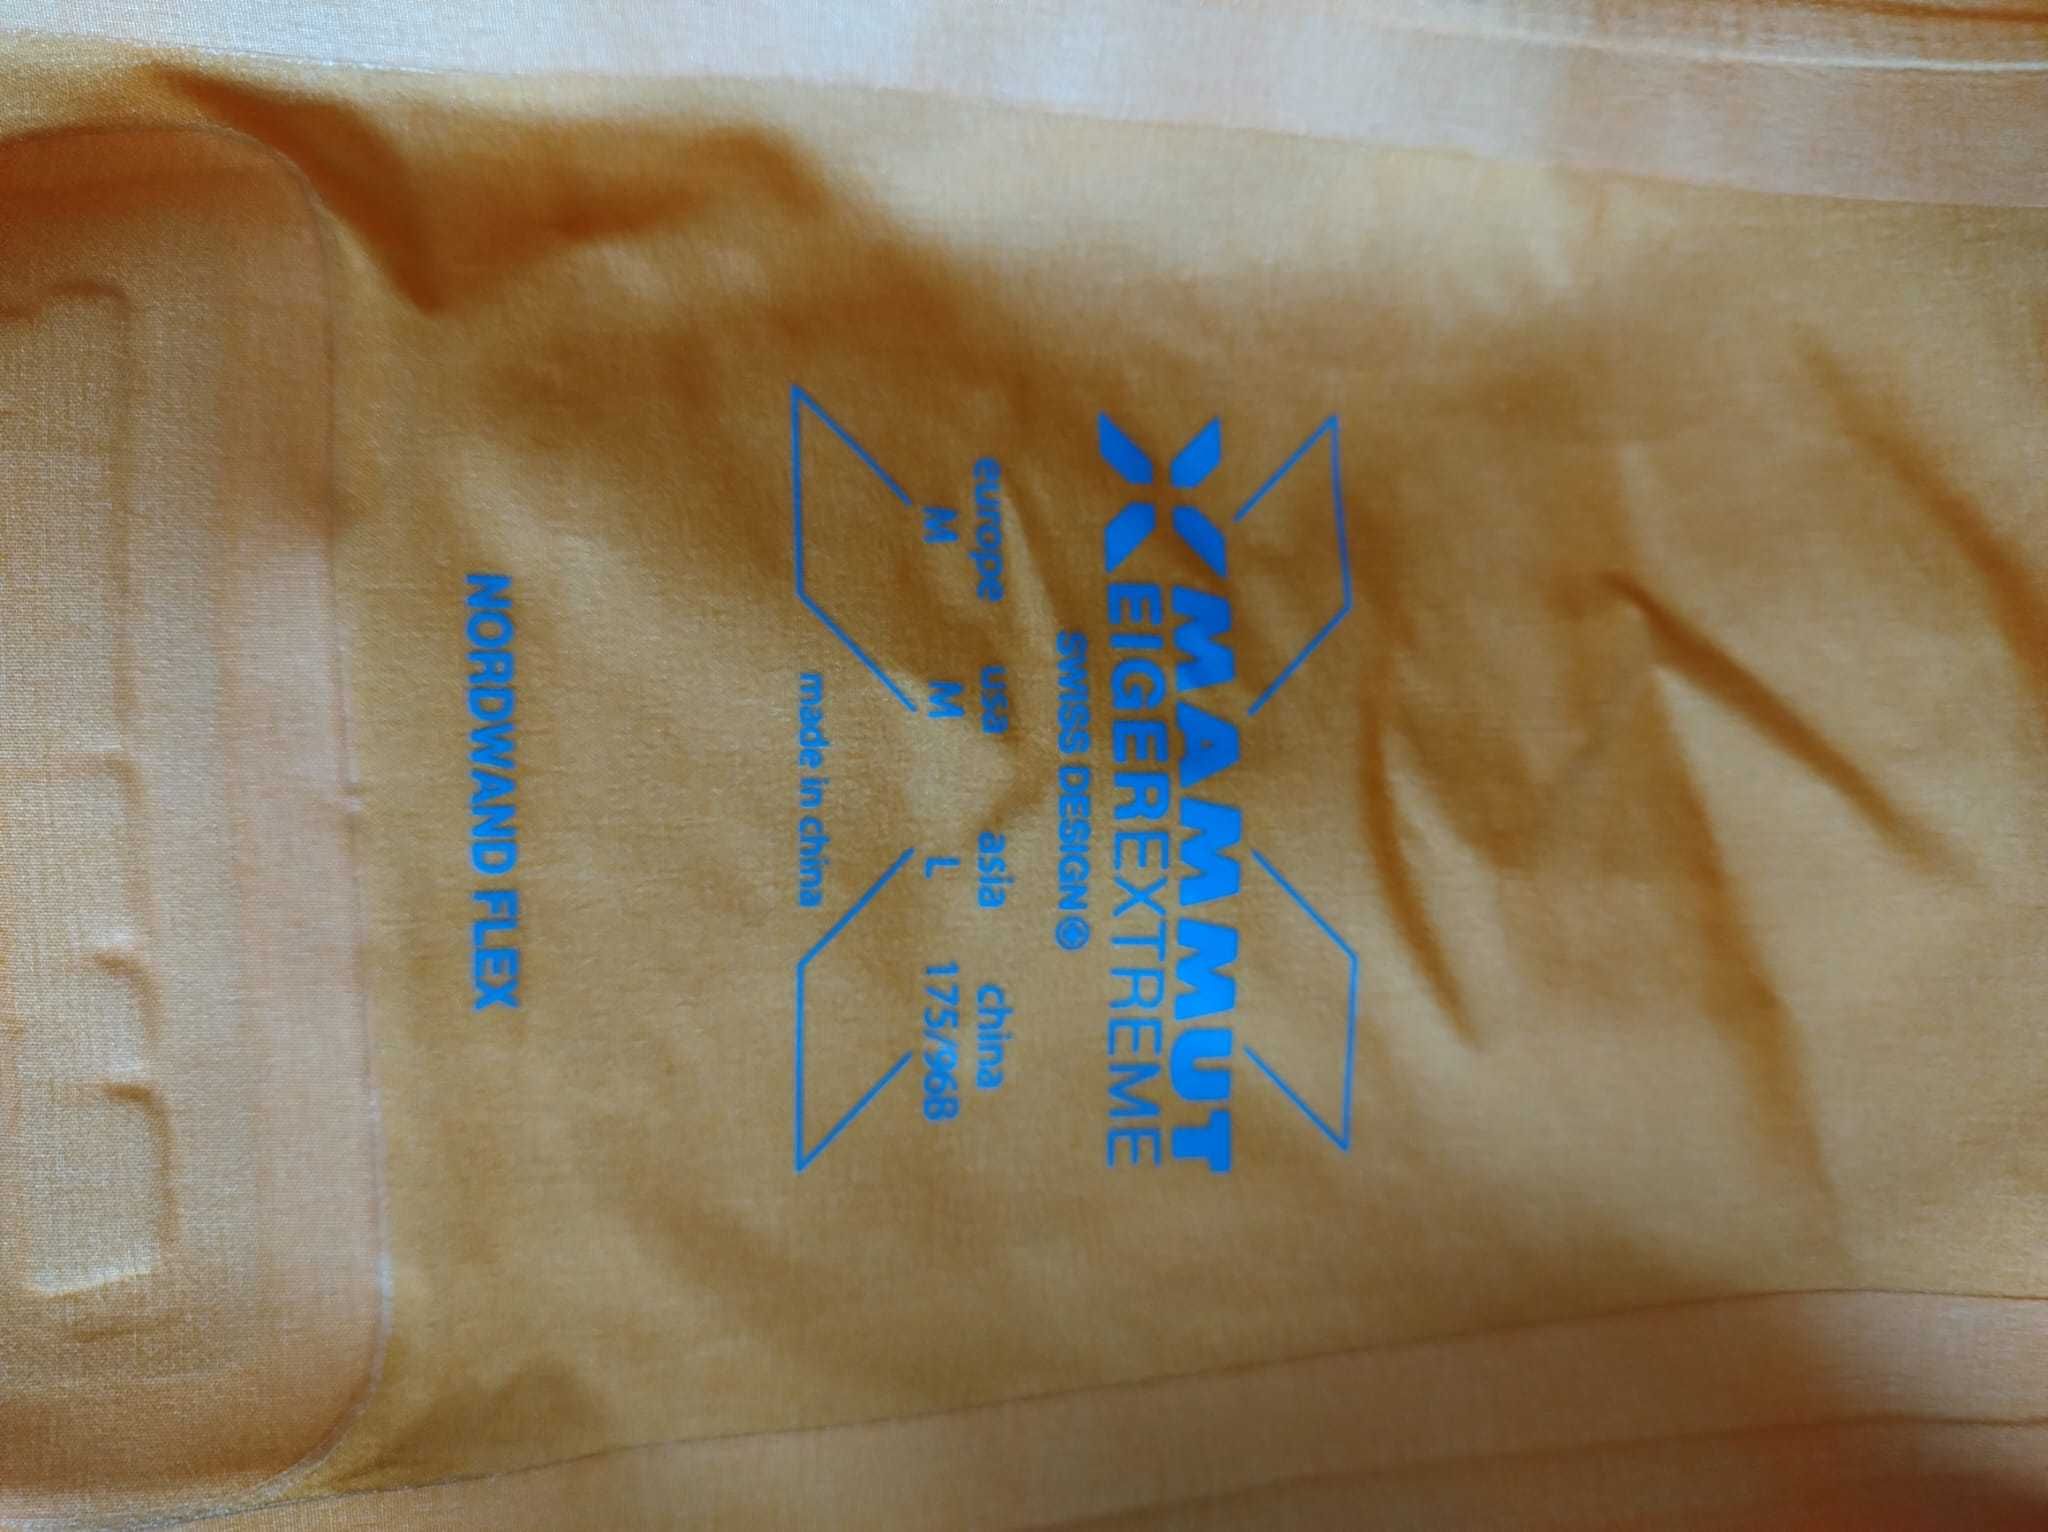 MAMMUT
EIGEREXTREME
SWISS DESIGN
europe usa asia china
M M L 175/96B
made in china
NORDWAND FLEX